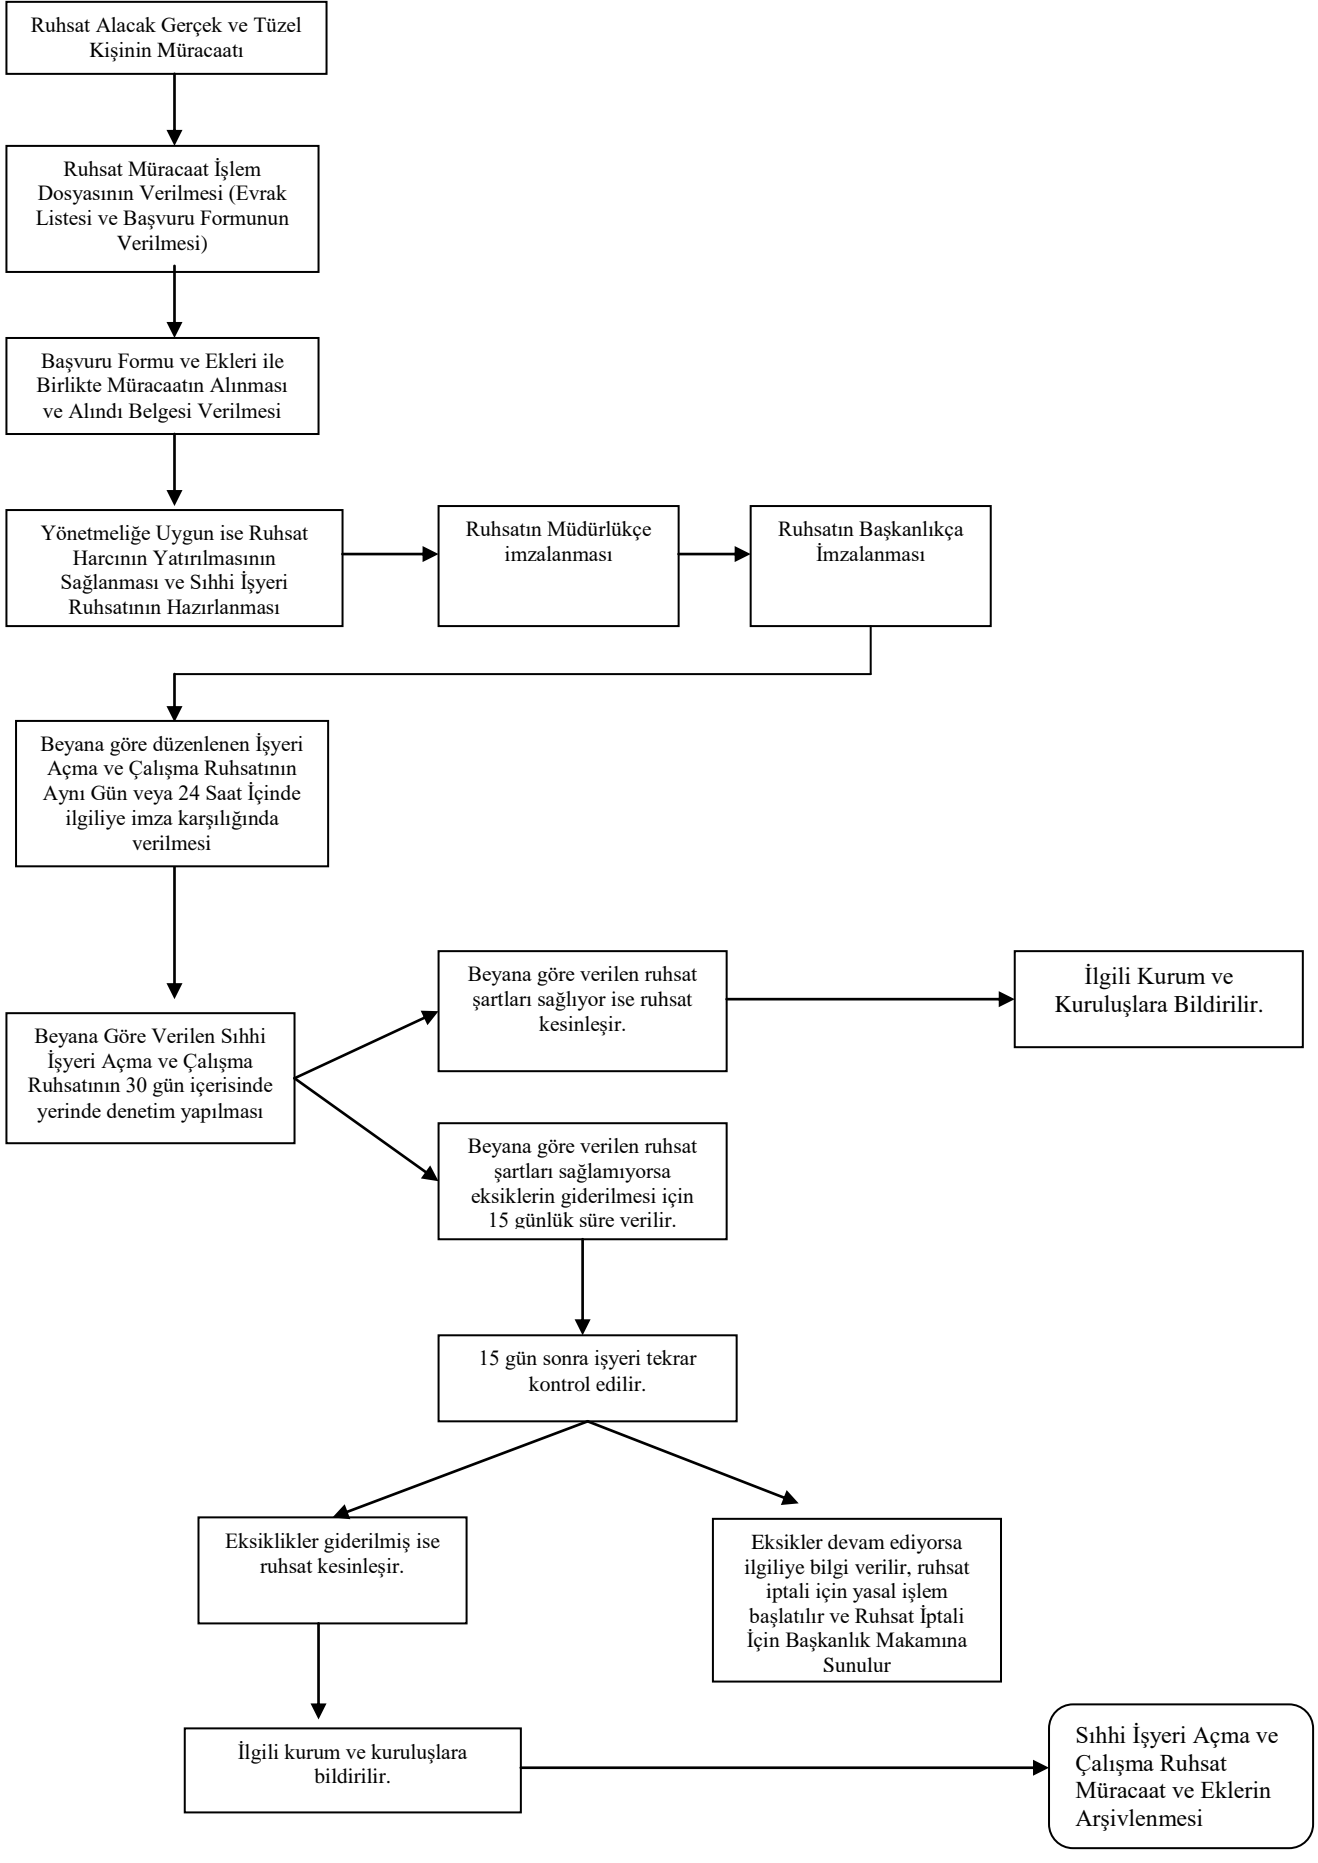 Ruhsat Alacak Gerçek ve Tüzel
Kişinin Müracaatı
Ruhsat Müracaat İşlem
Dosyasının Verilmesi (Evrak
Listesi ve Başvuru Formunun
Verilmesi)
Başvuru Formu ve Ekleri ile
Birlikte Müracaatın Alınması
ve Alındı Belgesi Verilmesi
Yönetmeliğe Uygun ise Ruhsat
Harcının Yatırılmasının
Sağlanması ve Sıhhi İşyeri
Ruhsatının Hazırlanması
Ruhsatın Müdürlükçe
imzalanması
Ruhsatın Başkanlıkça
İmzalanması
Beyana göre düzenlenen İşyeri
Açma ve Çalışma Ruhsatının
Aynı Gün veya 24 Saat İçinde
ilgiliye imza karşılığında
verilmesi
Beyana Göre Verilen Sıhhi
İşyeri Açma ve Çalışma
Ruhsatının 30 gün içerisinde
yerinde denetim yapılması
Beyana göre verilen ruhsat
şartları sağlıyor ise ruhsat
kesinleşir.
İlgili Kurum ve
Kuruluşlara Bildirilir.
Beyana göre verilen ruhsat
şartları sağlamıyorsa
eksiklerin giderilmesi için
15 günlük süre verilir.
15 gün sonra işyeri tekrar
kontrol edilir.
Eksiklikler giderilmiş ise
ruhsat kesinleşir.
Eksikler devam ediyorsa
ilgiliye bilgi verilir, ruhsat
iptali için yasal işlem
başlatılır ve Ruhsat İptali
İçin Başkanlık Makamına
Sunulur
İlgili kurum ve kuruluşlara
bildirilir.
Sıhhi İşyeri Açma ve
Çalışma Ruhsat
Müracaat ve Eklerin
Arşivlenmesi